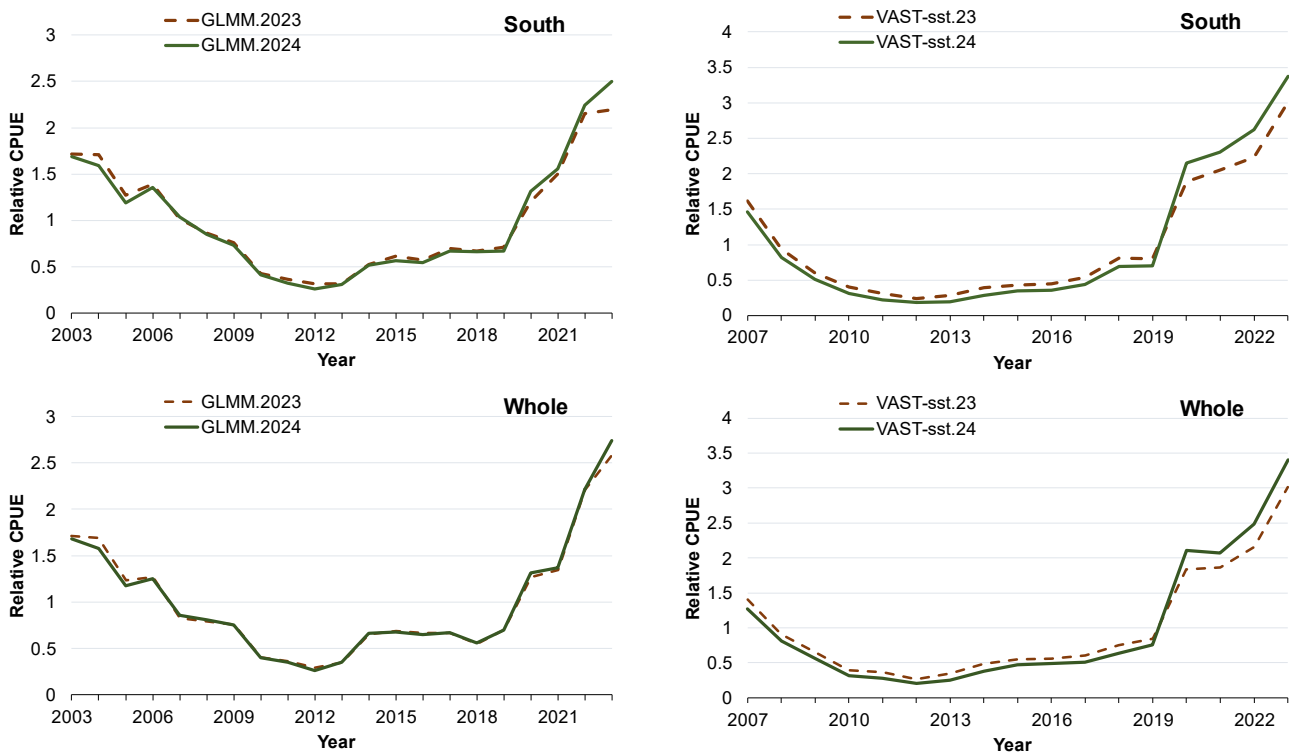 GLMM.2023
GLMM.2024
South
3
2.5
2
1.5
1
0.5
0
Relative CPUE
2003 2006 2009 2012 2015 2018 2021
Year
VAST-sst.23
VAST-sst.24
South
4
3.5
3
2.5
2
1.5
1
0.5
0
Relative CPUE
2007 2010 2013 2016 2019 2022
Year
GLMM.2023
GLMM.2024
Whole
3
2.5
2
1.5
1
0.5
0
Relative CPUE
2003 2006 2009 2012 2015 2018 2021
Year
VAST-sst.23
VAST-sst.24
Whole
4
3.5
3
2.5
2
1.5
1
0.5
0
Relative CPUE
2007 2010 2013 2016 2019 2022
Year